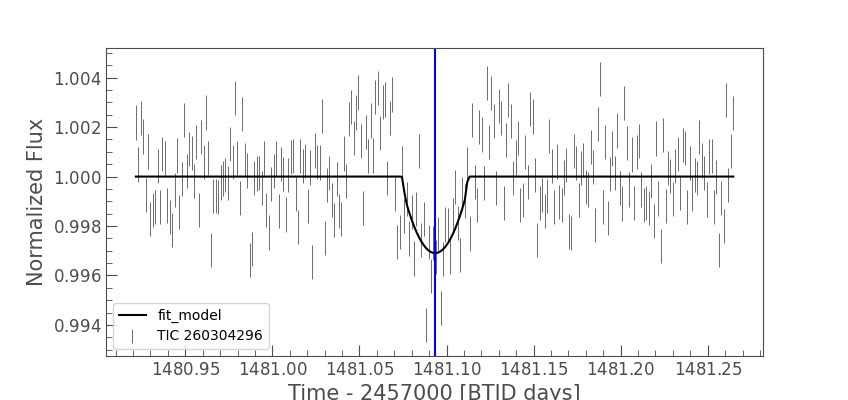 Normalized Flux
1.004
1.002
1.000
0.998
0.996
0.994
fit_model
TIC 260304296
1480.95 1481.00 1481.05 1481.10 1481.15 1481.20 1481.25
Time - 2457000 [BTJD days]